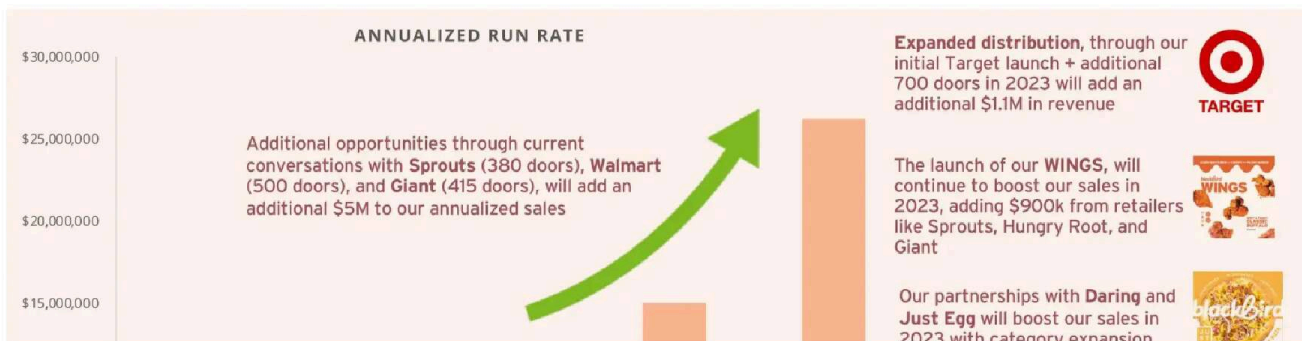 ANNUALIZED RUN RATE
$30,000,000
$25,000,000
$20,000,000
$15,000,000
Additional opportunities through current
conversations with Sprouts (380 doors), Walmart
(500 doors), and Giant (415 doors), will add an
additional $5M to our annualized sales
Expanded distribution, through our
initial Target launch + additional
700 doors in 2023 will add an
additional $1.1M in revenue
TARGET
The launch of our WINGS, will
continue to boost our sales in
2023, adding $900k from retailers
like Sprouts, Hungry Root, and
Giant
WINGS
Our partnerships with Daring and
Just Egg will boost our sales in
2023 with category expansion
blackbird